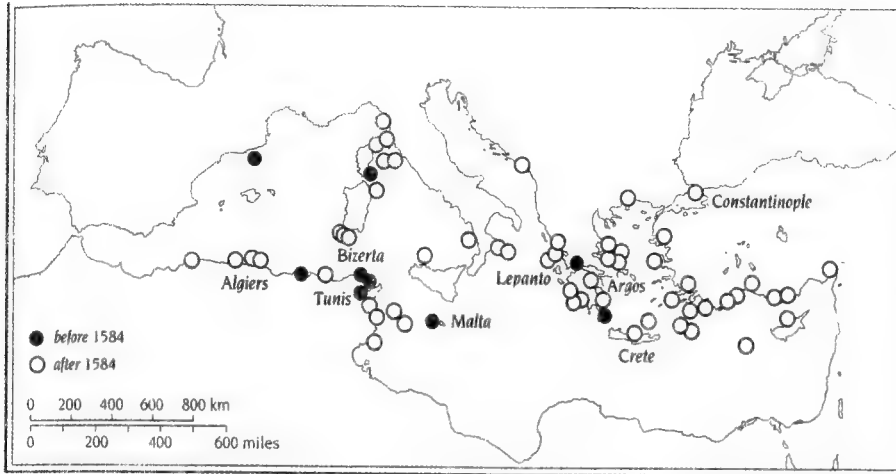 Constantinople
Bizerta
Lepanto
Algiers
Argos
Tunis
Malta
Crete
before 1584
after 1584
0 200 400 600 800 km
0 200 400 600 miles